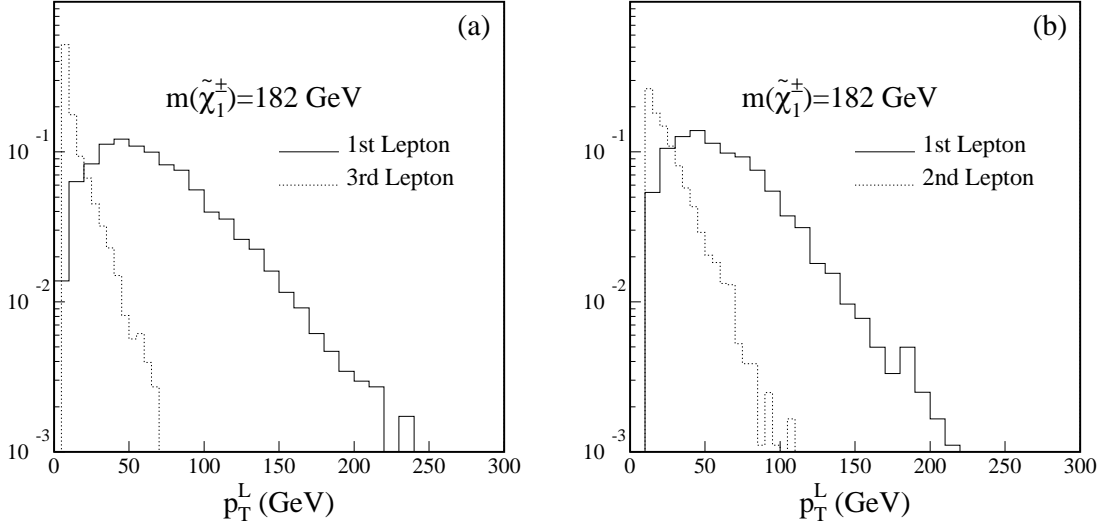 (a)
m(χ̃₁±)=182 GeV
1st Lepton
3rd Lepton
10⁻¹
10⁻²
10⁻³
0 50 100 150 200 250 300
p_T^L (GeV)
(b)
m(χ̃₁±)=182 GeV
1st Lepton
2nd Lepton
10⁻¹
10⁻²
10⁻³
0 50 100 150 200 250 300
p_T^L (GeV)